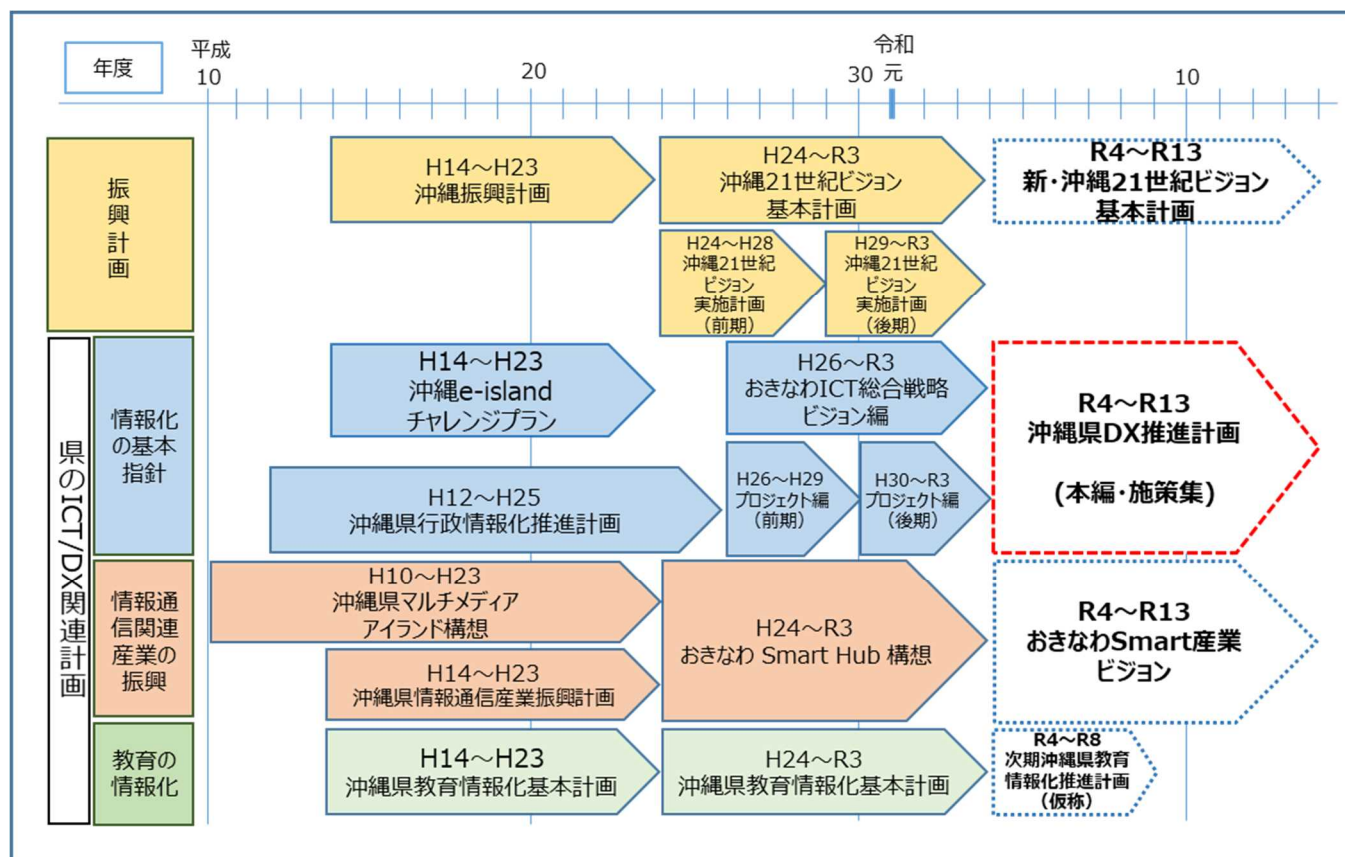 年度
平成
10
20
30
令和
元
10
振興計画
H14～H23
沖縄振興計画
H24～R3
沖縄21世紀ビジョン
基本計画
R4～R13
新・沖縄21世紀ビジョン
基本計画
H24～H28
沖縄21世紀
ビジョン
実施計画
（前期）
H29～R3
沖縄21世紀
ビジョン
実施計画
（後期）
県のICT/DX関連計画
情報化
の基本
指針
H14～H23
沖縄e-island
チャレンジプラン
H26～R3
おきなわICT総合戦略
ビジョン編
R4～R13
沖縄県DX推進計画
(本編・施策集)
H12～H25
沖縄県行政情報化推進計画
H26～H29
プロジェクト編
（前期）
H30～R3
プロジェクト編
（後期）
情報通
信関連
産業の
振興
H10～H23
沖縄県マルチメディア
アイランド構想
H14～H23
沖縄県情報通信産業振興計画
H24～R3
おきなわ Smart Hub 構想
R4～R13
おきなわSmart産業
ビジョン
教育の
情報化
H14～H23
沖縄県教育情報化基本計画
H24～R3
沖縄県教育情報化基本計画
R4～R8
次期沖縄県教育
情報化推進計画
（仮称）